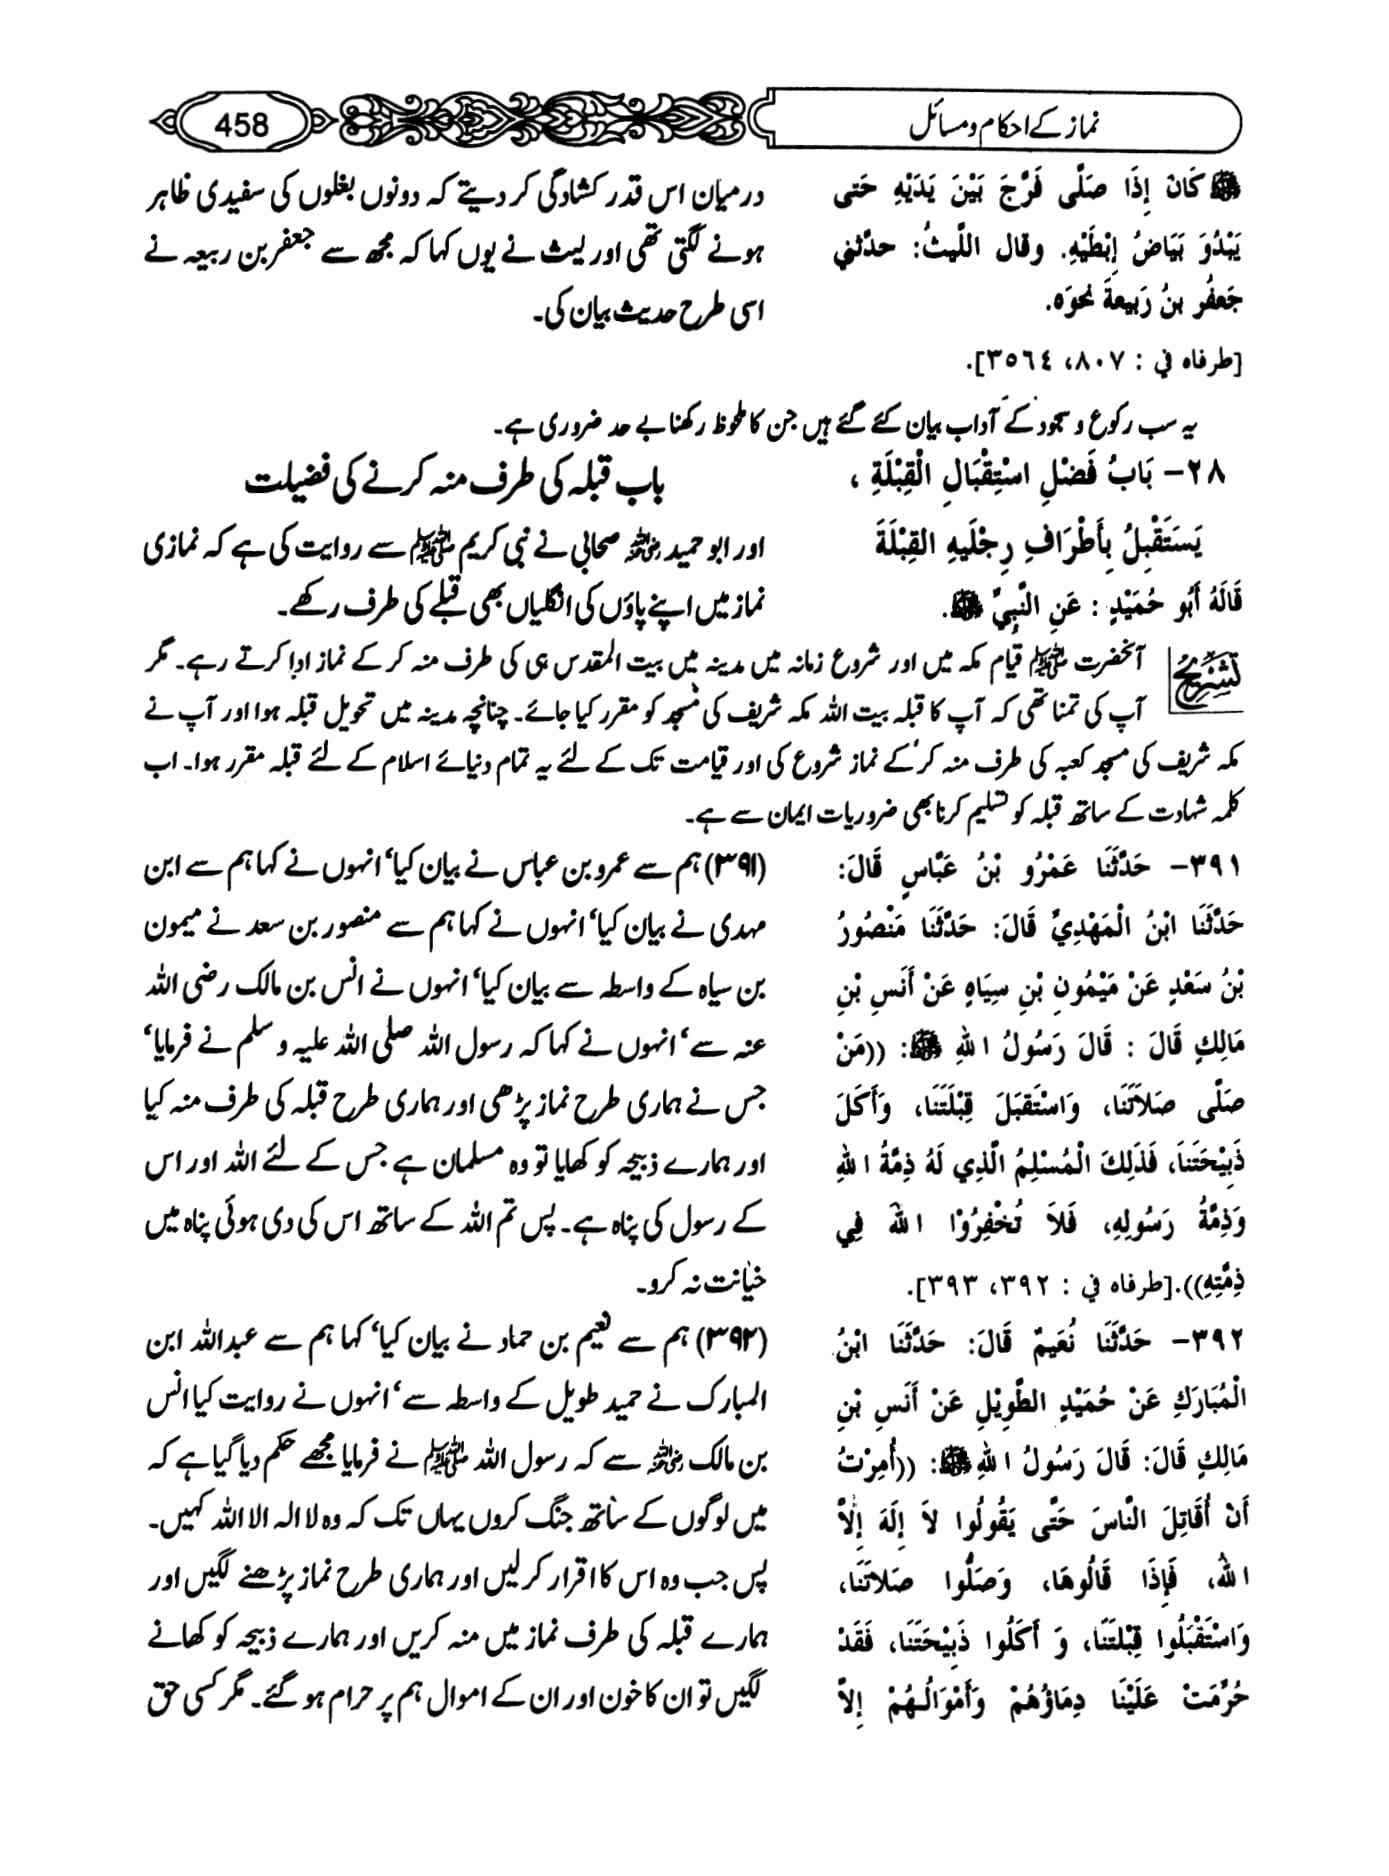 نماز کے احکام و مسائل
458
ﷺ كَانَ إِذَا صَلَّى فَرَّجَ بَيْنَ يَدَيْهِ حَتى
يَبْدُوَ بَيَاضُ إِبْطَيْهِ. وقال اللَّيثُ: حدَّثني
جَعفُر بنُ رَبيعةَ نحوَه.
[طرفاه في : ٨٠٧، ٣٥٦٤].
درمیان اس قدر کشادگی کر دیتے کہ دونوں بغلوں کی سفیدی ظاہر
ہونے لگتی تھی اور لیث نے یوں کہا کہ مجھ سے جعفر بن ربیعہ نے
اسی طرح حدیث بیان کی۔
یہ سب رکوع و سجود کے آداب بیان کئے گئے ہیں جن کا ملحوظ رکھنا بے حد ضروری ہے۔
٢٨- بَابُ فَضْلِ اسْتِقْبَالِ الْقِبْلَةِ ،
يَسْتَقْبِلُ بِأَطْرَافِ رِجْلَيهِ القِبْلَةَ
قَالَهُ أَبُو حُمَيْدٍ : عَنِ النَّبِيِّ ﷺ.
باب قبلہ کی طرف منہ کرنے کی فضیلت
اور ابو حمید رضی اللہ عنہ صحابی نے نبی کریم ﷺ سے روایت کی ہے کہ نمازی
نماز میں اپنے پاؤں کی انگلیاں بھی قبلے کی طرف رکھے۔
تشریح
آنحضرت ﷺ قیام مکہ میں اور شروع زمانہ میں مدینہ میں بیت المقدس ہی کی طرف منہ کر کے نماز ادا کرتے رہے۔ مگر
آپ کی تمنا تھی کہ آپ کا قبلہ بیت اللہ مکہ شریف کی مسجد کو مقرر کیا جائے۔ چنانچہ مدینہ میں تحویل قبلہ ہوا اور آپ نے
مکہ شریف کی مسجد کعبہ کی طرف منہ کر کے نماز شروع کی اور قیامت تک کے لئے یہ تمام دنیائے اسلام کے لئے قبلہ مقرر ہوا۔ اب
کلمہ شہادت کے ساتھ قبلہ کو تسلیم کرنا بھی ضروریات ایمان سے ہے۔
٣٩١- حَدَّثَنَا عَمْرُو بْنُ عَبَّاسٍ قَالَ:
حَدَّثَنَا ابْنُ الْمَهْدِيِّ قَالَ: حَدَّثَنَا مَنْصُورُ
بْنُ سَعْدٍ عَنْ مَيْمُونِ بْنِ سِيَاهٍ عَنْ أَنَسِ بْنِ
مَالِكٍ قَالَ : قَالَ رَسُولُ اللهِ ﷺ: ((مَنْ
صَلَّى صَلاَتَنَا، وَاسْتَقبَلَ قِبْلَتَنَا، وَأَكَلَ
ذَبِيْحَتَنَا، فَذَلِكَ الْمُسْلِمُ الَّذِي لَهُ ذِمَّةُ اللهِ
وَذِمَّةُ رَسُولِهِ، فَلاَ تُخْفِرُوْا اللهَ فِي
ذِمَّتِهِ)).[طرفاه في : ٣٩٢، ٣٩٣].
(۳۹۱) ہم سے عمرو بن عباس نے بیان کیا‘ انہوں نے کہا ہم سے ابن
مہدی نے بیان کیا‘ انہوں نے کہا ہم سے منصور بن سعد نے میمون
بن سیاہ کے واسطہ سے بیان کیا‘ انہوں نے انس بن مالک رضی اللہ
عنہ سے‘ انہوں نے کہا کہ رسول اللہ صلی اللہ علیہ و سلم نے فرمایا‘
جس نے ہماری طرح نماز پڑھی اور ہماری طرح قبلہ کی طرف منہ کیا
اور ہمارے ذبیحہ کو کھایا تو وہ مسلمان ہے جس کے لئے اللہ اور اس
کے رسول کی پناہ ہے۔ پس تم اللہ کے ساتھ اس کی دی ہوئی پناہ میں
خیانت نہ کرو۔
٣٩٢- حَدَّثَنَا نُعَيمٌ قَالَ: حَدَّثَنَا ابْنُ
الْمُبَارَكِ عَنْ حُمَيْدٍ الطَّوِيْلِ عَنْ أَنَسِ بْنِ
مَالِكٍ قَالَ: قَالَ رَسُولُ اللهِ ﷺ: ((أُمِرْتُ
أَنْ أُقَاتِلَ النَّاسَ حَتَّى يَقُولُوا لاَ إِلَهَ إِلاَّ
اللهُ، فَإِذَا قَالُوهَا، وَصَلُّوا صَلاَتَنَا،
وَاسْتَقْبَلُوا قِبْلَتَنَا، وَ أَكَلُوا ذَبِيْحَتَنَا، فَقَدْ
حُرِّمَتْ عَلَيْنَا دِمَاؤُهُمْ وَأَمْوَالُهُمْ إِلاَّ
(۳۹۲) ہم سے نعیم بن حماد نے بیان کیا‘ کہا ہم سے عبداللہ ابن
المبارک نے حمید طویل کے واسطہ سے‘ انہوں نے روایت کیا انس
بن مالک رضی اللہ عنہ سے کہ رسول اللہ ﷺ نے فرمایا مجھے حکم دیا گیا ہے کہ
میں لوگوں کے ساتھ جنگ کروں یہاں تک کہ وہ لا الہ الا اللہ کہیں۔
پس جب وہ اس کا اقرار کرلیں اور ہماری طرح نماز پڑھنے لگیں اور
ہمارے قبلہ کی طرف نماز میں منہ کریں اور ہمارے ذبیحہ کو کھانے
لگیں تو ان کا خون اور ان کے اموال ہم پر حرام ہو گئے۔ مگر کسی حق